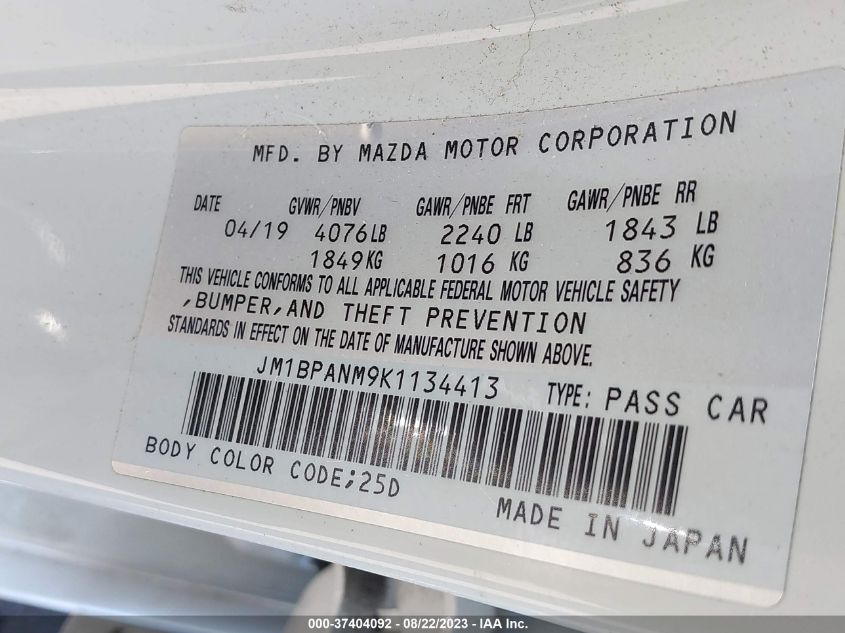 MFD. BY MAZDA MOTOR CORPORATION
DATE GVWR/PNBV GAWR/PNBE FRT GAWR/PNBE RR
04/19 4076LB 2240 LB 1843 LB
1849KG 1016 KG 836 KG
THIS VEHICLE CONFORMS TO ALL APPLICABLE FEDERAL MOTOR VEHICLE SAFETY
,BUMPER,AND THEFT PREVENTION
STANDARDS IN EFFECT ON THE DATE OF MANUFACTURE SHOWN ABOVE.
JM1BPANM9K1134413 TYPE: PASS CAR
BODY COLOR CODE;25D
MADE IN JAPAN
000-37404092 - 08/22/2023 - IAA Inc.